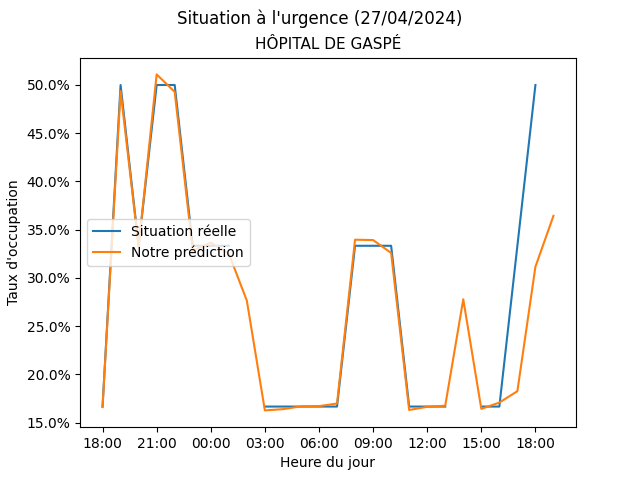 Situation à l'urgence (27/04/2024)
HÔPITAL DE GASPÉ
50.0%
45.0%
40.0%
35.0%
30.0%
25.0%
20.0%
15.0%
Taux d'occupation
Situation réelle
Notre prédiction
18:00 21:00 00:00 03:00 06:00 09:00 12:00 15:00 18:00
Heure du jour